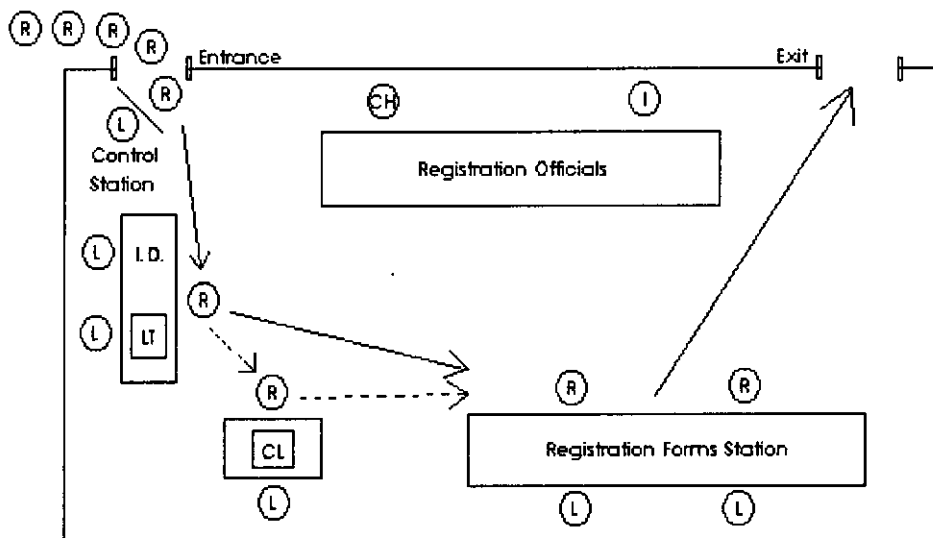 R R R R
Entrance
Exit
R
CH
I
L
Control
Station
Registration Officials
L
I.D.
R
L
LT
R
R
R
CL
Registration Forms Station
L
L
L